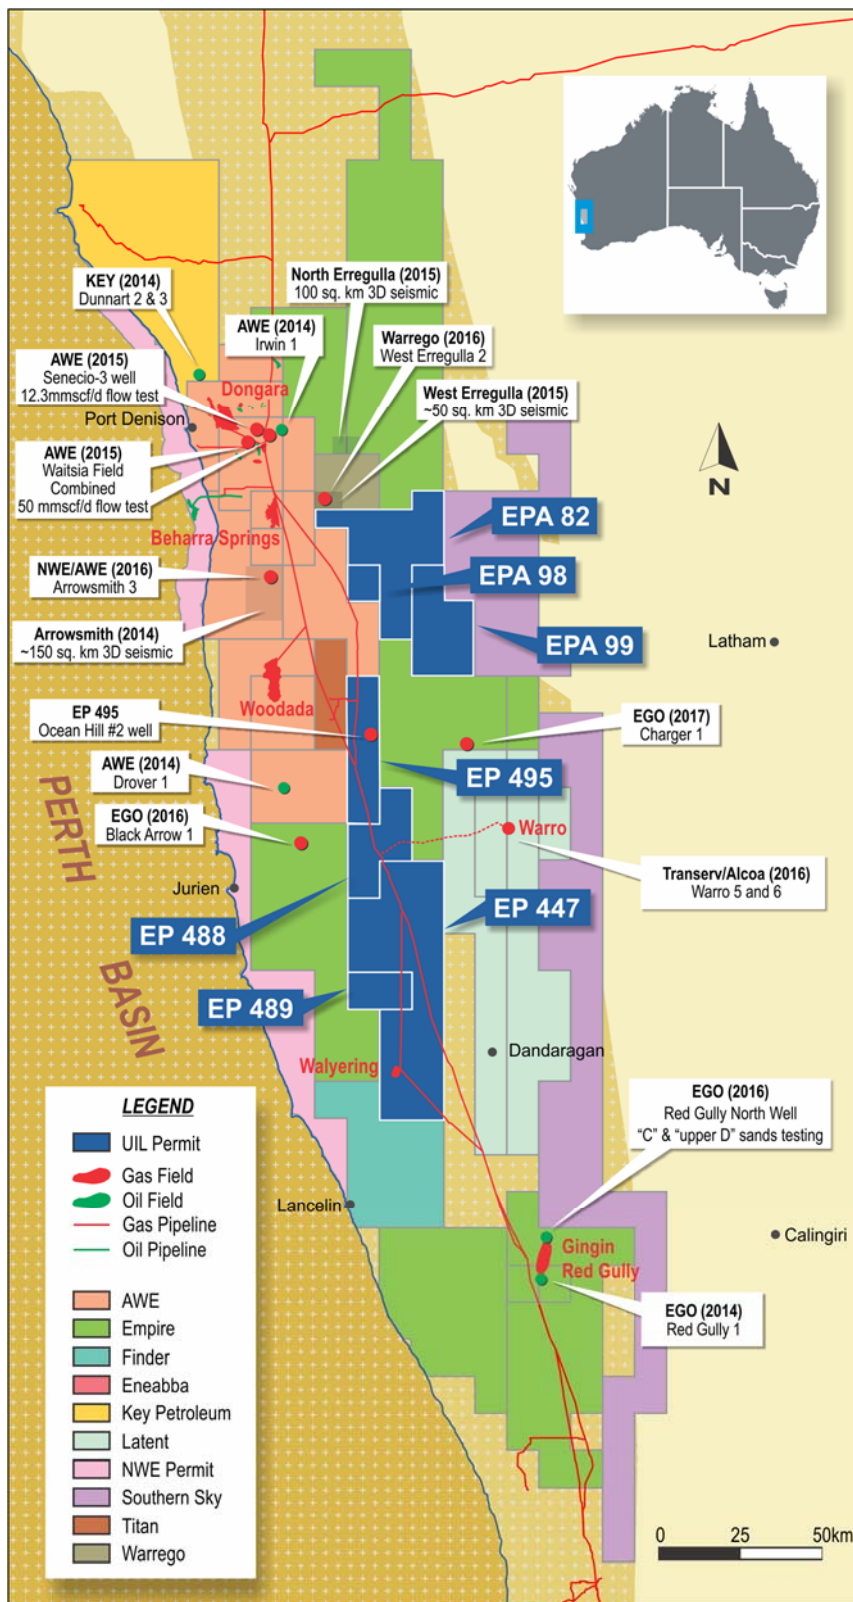 KEY (2014)
Dunnart 2 & 3
North Erregulla (2015)
100 sq. km 3D seismic
AWE (2014)
Irwin 1
Warrego (2016)
West Erregulla 2
AWE (2015)
Senecio-3 well
12.3mmscf/d flow test
Dongara
West Erregulla (2015)
~50 sq. km 3D seismic
Port Denison
AWE (2015)
Waitsia Field
Combined
50 mmscf/d flow test
N
EPA 82
Beharra Springs
NWE/AWE (2016)
Arrowsmith 3
EPA 98
Arrowsmith (2014)
~150 sq. km 3D seismic
EPA 99
Latham
Woodada
EP 495
Ocean Hill #2 well
EGO (2017)
Charger 1
AWE (2014)
Drover 1
EP 495
PERTH
BASIN
EGO (2016)
Black Arrow 1
Warro
Transerv/Alcoa (2016)
Warro 5 and 6
Jurien
EP 488
EP 447
EP 489
Dandaragan
Walyering
EGO (2016)
Red Gully North Well
“C” & “upper D” sands testing
LEGEND
UIL Permit
Gas Field
Oil Field
Gas Pipeline
Oil Pipeline
AWE
Empire
Finder
Eneabba
Key Petroleum
Latent
NWE Permit
Southern Sky
Titan
Warrego
Lancelin
Calingiri
Gingin
Red Gully
EGO (2014)
Red Gully 1
0 25 50km